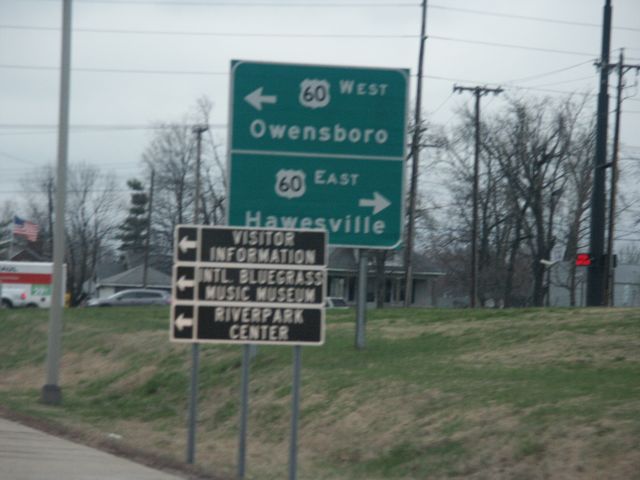 60 WEST
Owensboro
60 EAST
Hawesville
VISITOR
INFORMATION
INTL. BLUEGRASS
MUSIC MUSEUM
RIVERPARK
CENTER